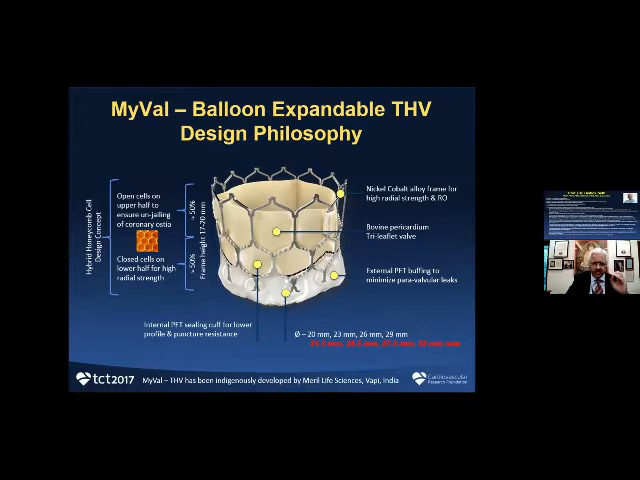 MyVal – Balloon Expandable THV
Design Philosophy
Hybrid Honeycomb Cell
Design Concept
Open cells on
upper half to
ensure un-jailing
of coronary ostia
Closed cells on
lower half for high
radial strength
≈ 50%
≈ 50%
Frame height 17-20 mm
Nickel Cobalt alloy frame for
high radial strength & RO
Bovine pericardium
Tri-leaflet valve
External PET buffing to
minimize para-valvular leaks
Internal PET sealing cuff for lower
profile & puncture resistance
Ø – 20 mm, 23 mm, 26 mm, 29 mm
tct2017
MyVal – THV has been indigenously developed by Meril Life Sciences, Vapi, India
Cardiovascular
Research Foundation